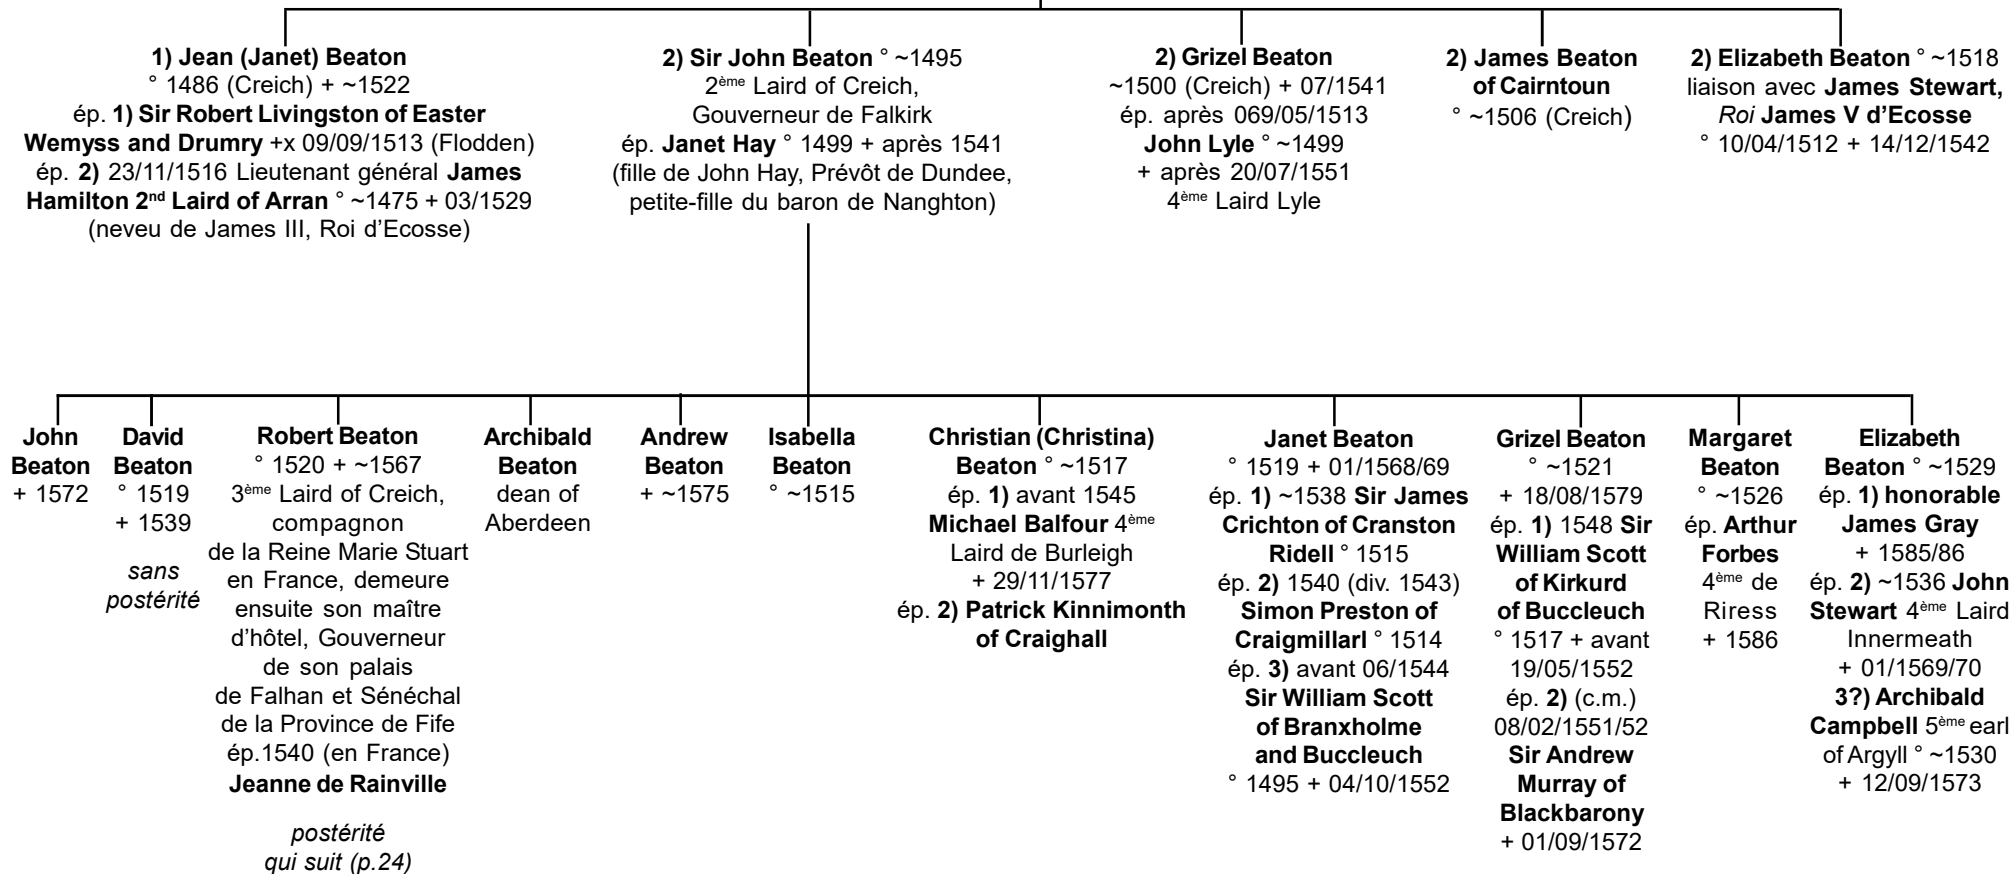 1) Jean (Janet) Beaton
° 1486 (Creich) + ~1522
ép. 1) Sir Robert Livingston of Easter
Wemyss and Drumry +x 09/09/1513 (Flodden)
ép. 2) 23/11/1516 Lieutenant général James
Hamilton 2nd Laird of Arran ° ~1475 + 03/1529
(neveu de James III, Roi d’Ecosse)
2) Sir John Beaton ° ~1495
2ème Laird of Creich,
Gouverneur de Falkirk
ép. Janet Hay ° 1499 + après 1541
(fille de John Hay, Prévôt de Dundee,
petite-fille du baron de Nanghton)
2) Grizel Beaton
~1500 (Creich) + 07/1541
ép. après 069/05/1513
John Lyle ° ~1499
+ après 20/07/1551
4ème Laird Lyle
2) James Beaton
of Cairntoun
° ~1506 (Creich)
2) Elizabeth Beaton ° ~1518
liaison avec James Stewart,
Roi James V d’Ecosse
° 10/04/1512 + 14/12/1542
John
Beaton
+ 1572
David
Beaton
° 1519
+ 1539
sans
postérité
Robert Beaton
° 1520 + ~1567
3ème Laird of Creich,
compagnon
de la Reine Marie Stuart
en France, demeure
ensuite son maître
d’hôtel, Gouverneur
de son palais
de Falhan et Sénéchal
de la Province de Fife
ép.1540 (en France)
Jeanne de Rainville
postérité
qui suit (p.24)
Archibald
Beaton
dean of
Aberdeen
Andrew
Beaton
+ ~1575
Isabella
Beaton
° ~1515
Christian (Christina)
Beaton ° ~1517
ép. 1) avant 1545
Michael Balfour 4ème
Laird de Burleigh
+ 29/11/1577
ép. 2) Patrick Kinnimonth
of Craighall
Janet Beaton
° 1519 + 01/1568/69
ép. 1) ~1538 Sir James
Crichton of Cranston
Ridell ° 1515
ép. 2) 1540 (div. 1543)
Simon Preston of
Craigmillarl ° 1514
ép. 3) avant 06/1544
Sir William Scott
of Branxholme
and Buccleuch
° 1495 + 04/10/1552
Grizel Beaton
° ~1521
+ 18/08/1579
ép. 1) 1548 Sir
William Scott
of Kirkurd
of Buccleuch
° 1517 + avant
19/05/1552
ép. 2) (c.m.)
08/02/1551/52
Sir Andrew
Murray of
Blackbarony
+ 01/09/1572
Margaret
Beaton
° ~1526
ép. Arthur
Forbes
4ème de
Riress
+ 1586
Elizabeth
Beaton ° ~1529
ép. 1) honorable
James Gray
+ 1585/86
ép. 2) ~1536 John
Stewart 4ème Laird
Innermeath
+ 01/1569/70
3?) Archibald
Campbell 5ème earl
of Argyll ° ~1530
+ 12/09/1573